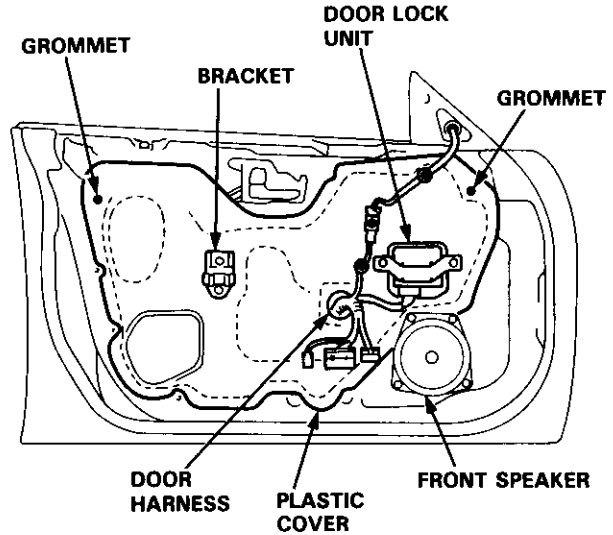 DOOR LOCK
UNIT
GROMMET
BRACKET
GROMMET
DOOR
HARNESS
PLASTIC
COVER
FRONT SPEAKER